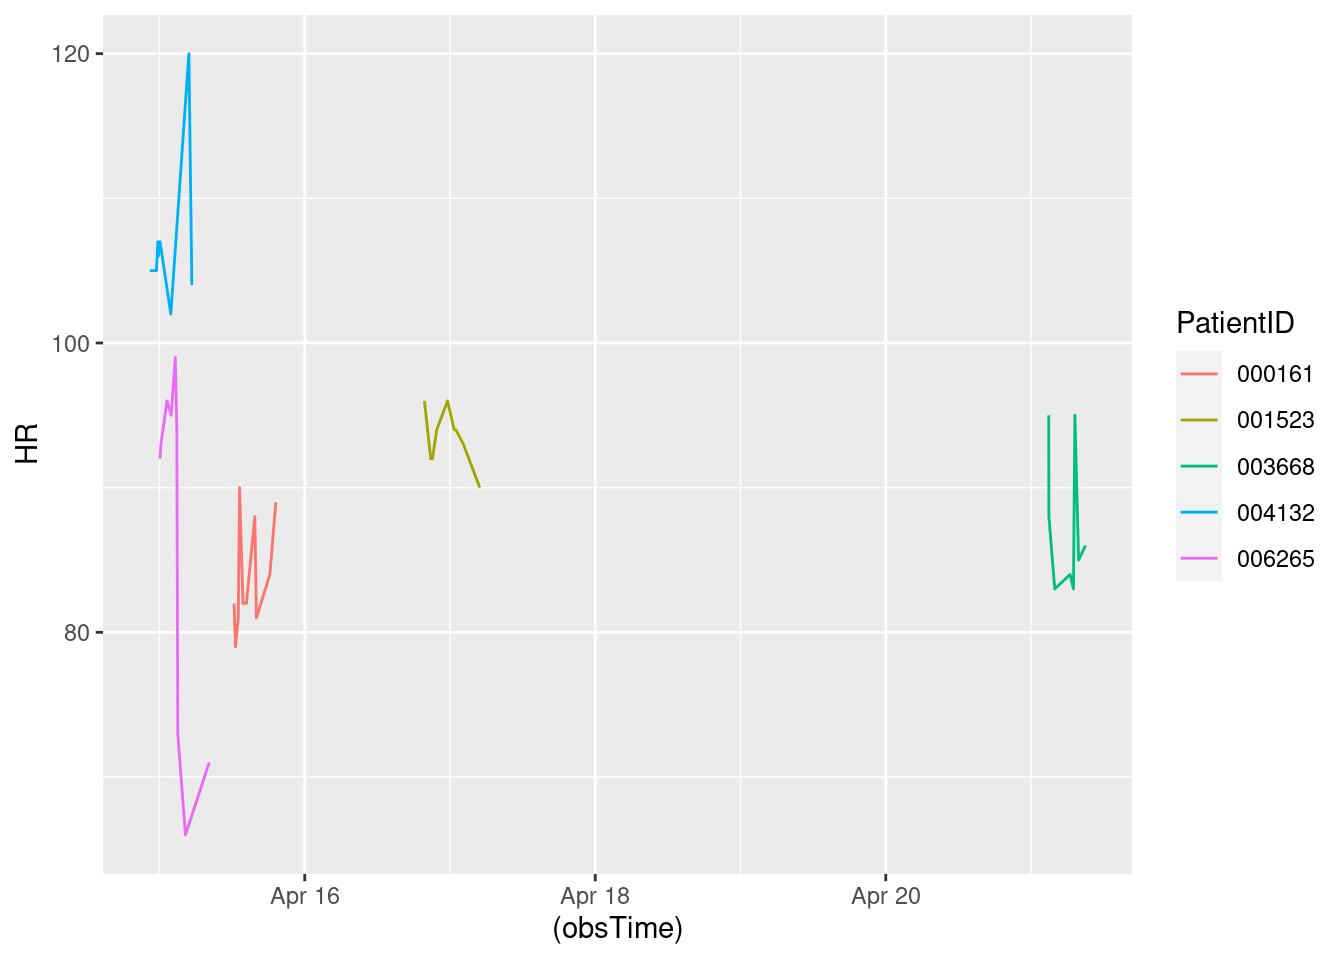 120
100
80
HR
Apr 16
Apr 18
Apr 20
(obsTime)
PatientID
000161
001523
003668
004132
006265